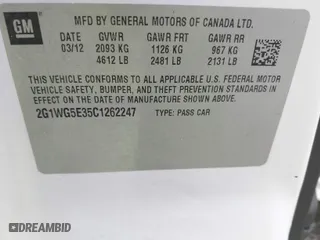 GM
MFD BY GENERAL MOTORS OF CANADA LTD.
DATE GVWR GAWR FRT GAWR RR
03/12 2093 KG 1126 KG 967 KG
4612 LB 2481 LB 2131 LB
THIS VEHICLE CONFORMS TO ALL APPLICABLE U.S. FEDERAL MOTOR
VEHICLE SAFETY, BUMPER, AND THEFT PREVENTION STANDARDS IN
EFFECT ON THE DATE OF MANUFACTURE SHOWN ABOVE.
2G1WG5E35C1262247 TYPE: PASS CAR
DREAMBID